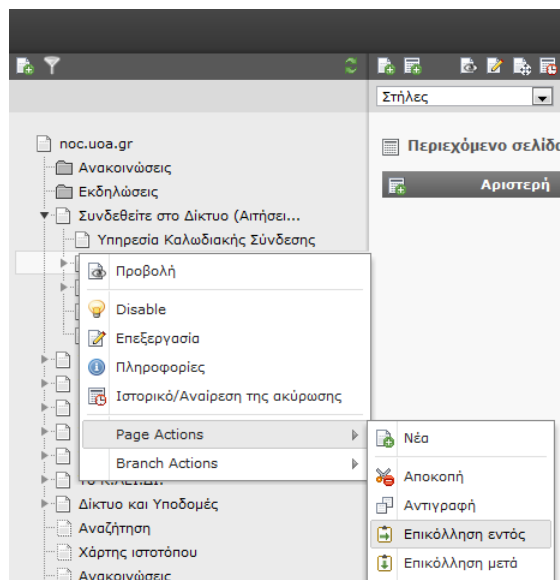 Στήλες
noc.uoa.gr
Ανακοινώσεις
Εκδηλώσεις
Συνδεθείτε στο Δίκτυο (Αιτήσει...
Υπηρεσία Καλωδιακής Σύνδεσης
Περιεχόμενο σελίδα
Αριστερή
Προβολή
Disable
Επεξεργασία
Πληροφορίες
Ιστορικό/Αναίρεση της ακύρωσης
Page Actions
Branch Actions
Νέα
Αποκοπή
Αντιγραφή
Επικόλληση εντός
Επικόλληση μετά
Δίκτυο και Υποδομές
Αναζήτηση
Χάρτης ιστοτόπου
Ανακοινώσεις